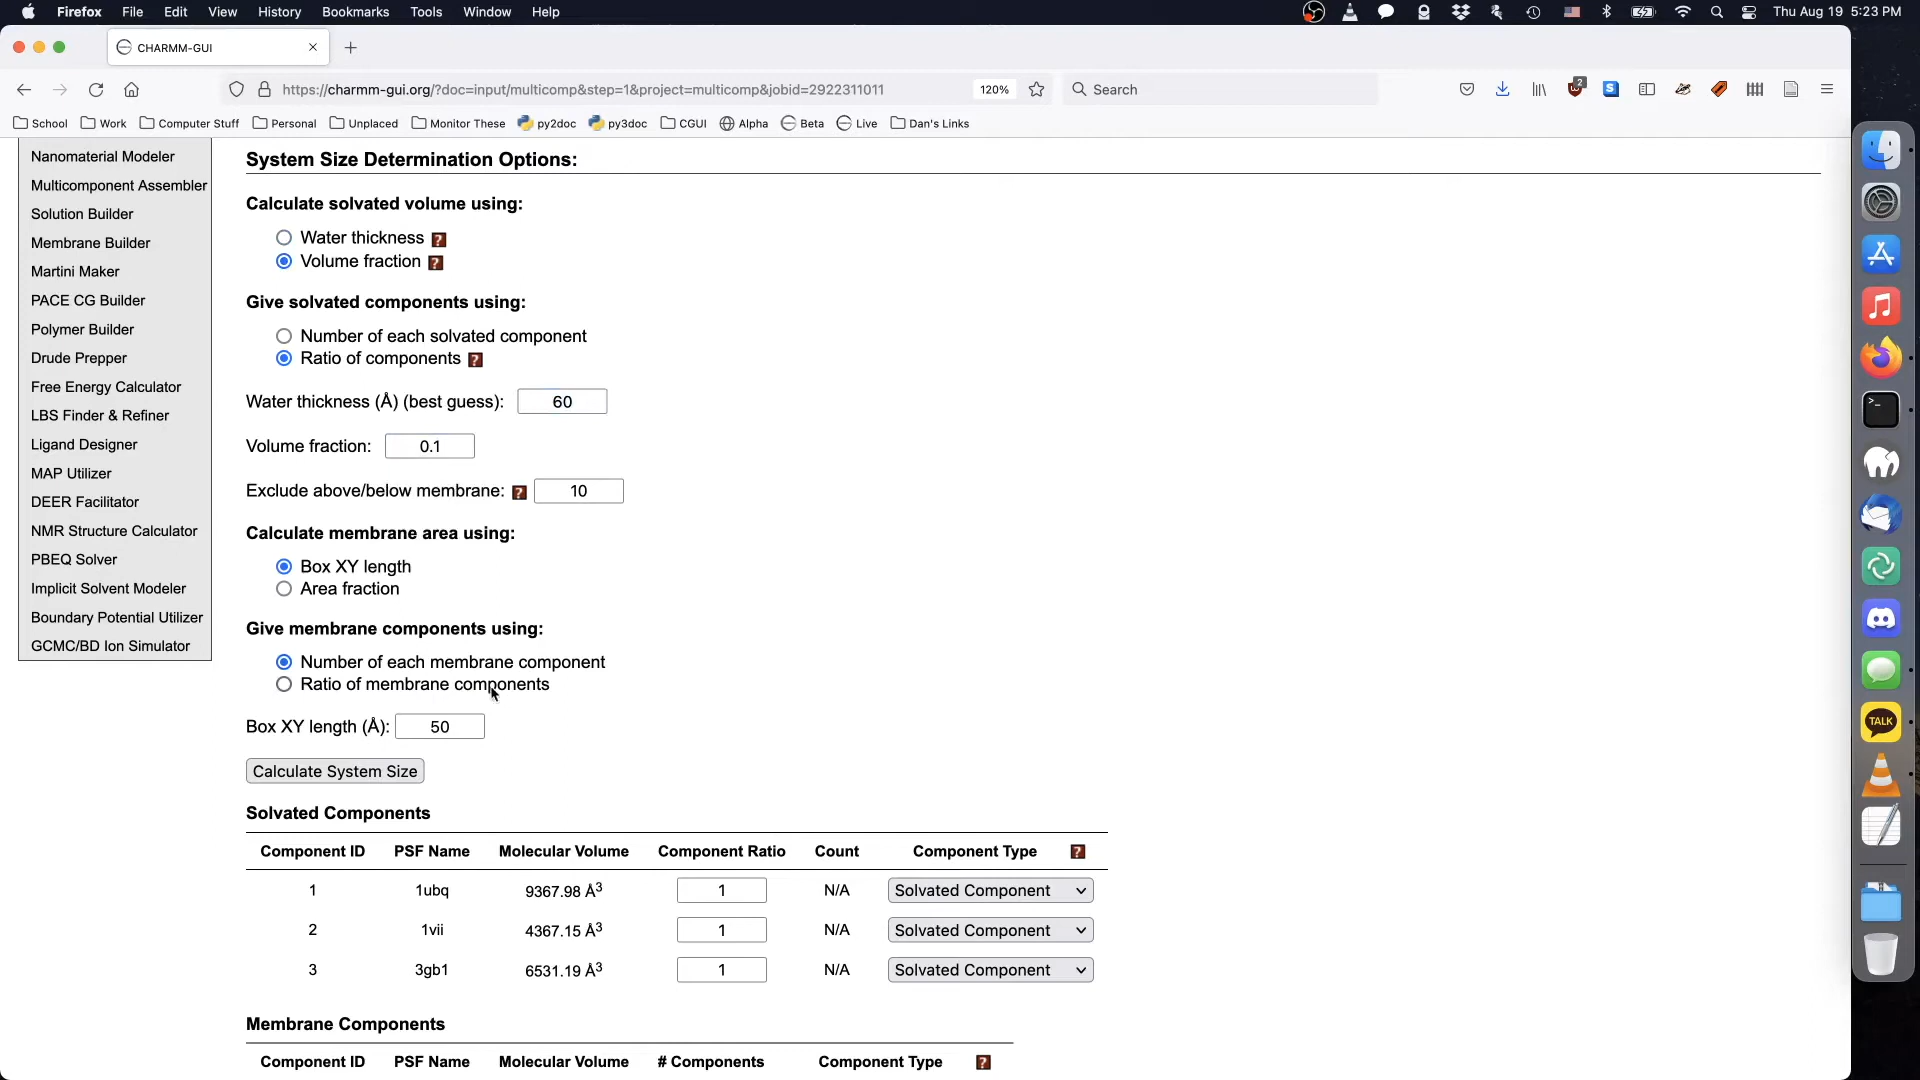 Firefox File Edit View History Bookmarks Tools Window Help Thu Aug 19 5:23 PM
CHARMM-GUI
https://charmm-gui.org/?doc=input/multicomp&step=1&project=multicomp&jobid=2922311011 120% Search 2
School Work Computer Stuff Personal Unplaced Monitor These py2doc py3doc CGUI Alpha Beta Live Dan's Links
Nanomaterial Modeler
Multicomponent Assembler
Solution Builder
Membrane Builder
Martini Maker
PACE CG Builder
Polymer Builder
Drude Prepper
Free Energy Calculator
LBS Finder & Refiner
Ligand Designer
MAP Utilizer
DEER Facilitator
NMR Structure Calculator
PBEQ Solver
Implicit Solvent Modeler
Boundary Potential Utilizer
GCMC/BD Ion Simulator
System Size Determination Options:
Calculate solvated volume using:
Water thickness ?
Volume fraction ?
Give solvated components using:
Number of each solvated component
Ratio of components ?
Water thickness (Å) (best guess): 60
Volume fraction: 0.1
Exclude above/below membrane: ? 10
Calculate membrane area using:
Box XY length
Area fraction
Give membrane components using:
Number of each membrane component
Ratio of membrane components
Box XY length (Å): 50
Calculate System Size
Solvated Components
Component ID PSF Name Molecular Volume Component Ratio Count Component Type ?
1 1ubq 9367.98 Å3 1 N/A Solvated Component
2 1vii 4367.15 Å3 1 N/A Solvated Component
3 3gb1 6531.19 Å3 1 N/A Solvated Component
Membrane Components
Component ID PSF Name Molecular Volume # Components Component Type ?
TALK